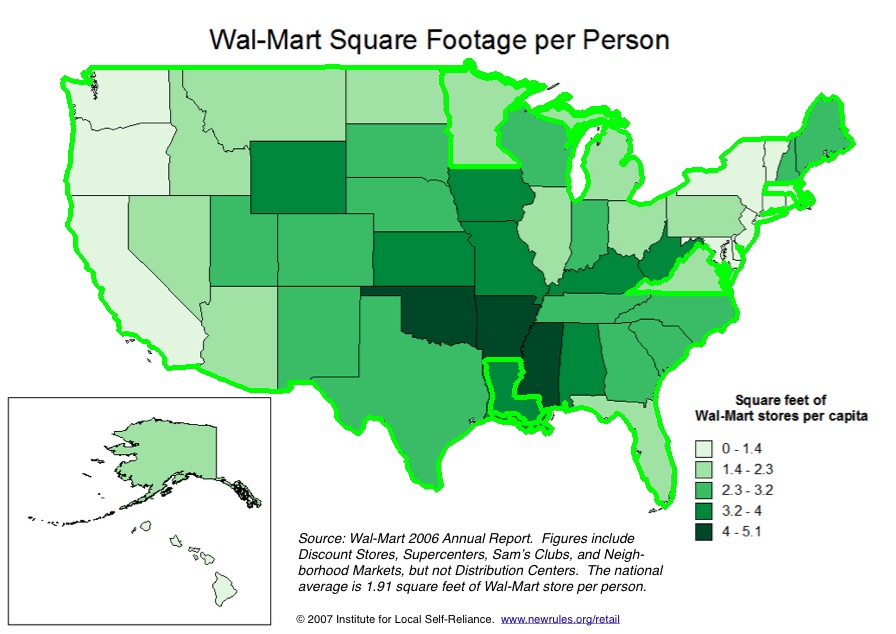 Wal-Mart Square Footage per Person
Square feet of
Wal-Mart stores per capita
0 - 1.4
1.4 - 2.3
2.3 - 3.2
3.2 - 4
4 - 5.1
Source: Wal-Mart 2006 Annual Report.  Figures include
Discount Stores, Supercenters, Sam's Clubs, and Neigh-
borhood Markets, but not Distribution Centers.  The national
average is 1.91 square feet of Wal-Mart store per person.
© 2007 Institute for Local Self-Reliance.  www.newrules.org/retail